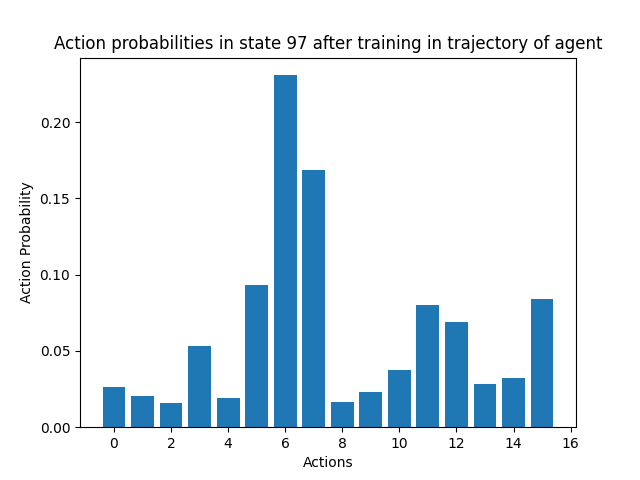 Action probabilities in state 97 after training in trajectory of agent
0.20
0.15
0.10
0.05
0.00
Action Probability
0 2 4 6 8 10 12 14 16
Actions